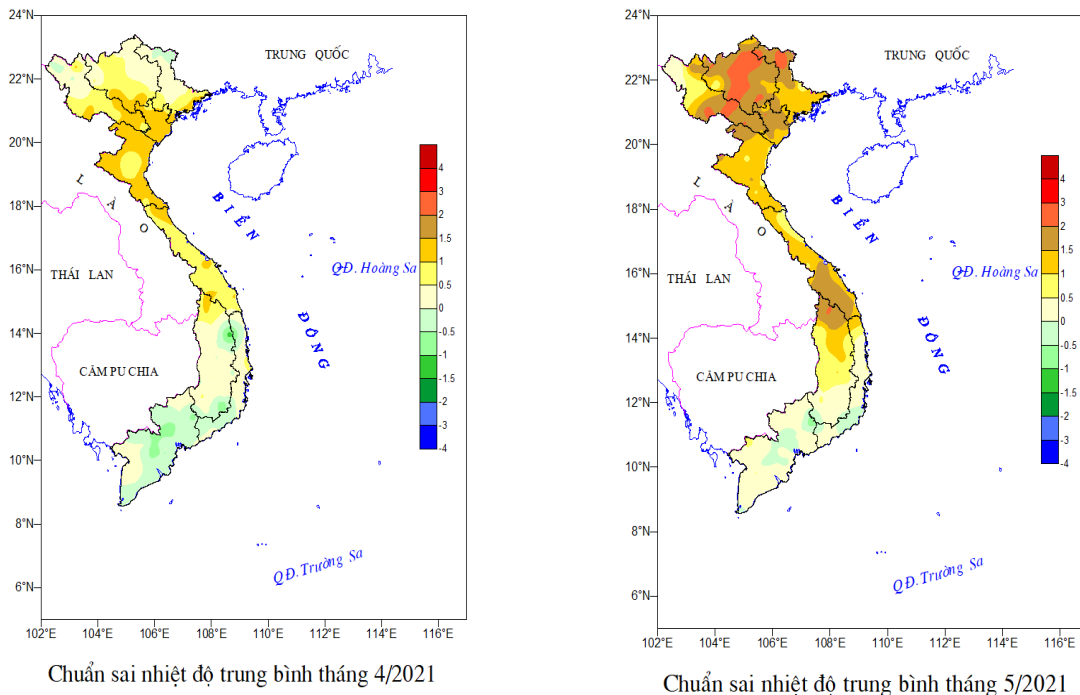 24°N
22°N
20°N
18°N
16°N
14°N
12°N
10°N
8°N
6°N
102°E 104°E 106°E 108°E 110°E 112°E 114°E 116°E
TRUNG QUỐC
LÀO
BIỂN ĐÔNG
THÁI LAN
CĂM PU CHIA
QĐ. Hoàng Sa
QĐ. Trường Sa
4
3
2
1.5
1
0.5
0
-0.5
-1
-1.5
-2
-3
-4
Chuẩn sai nhiệt độ trung bình tháng 4/2021
24°N
22°N
20°N
18°N
16°N
14°N
12°N
10°N
8°N
6°N
102°E 104°E 106°E 108°E 110°E 112°E 114°E 116°E
TRUNG QUỐC
LÀO
BIỂN ĐÔNG
THÁI LAN
CĂM PU CHIA
QĐ. Hoàng Sa
QĐ. Trường Sa
4
3
2
1.5
1
0.5
0
-0.5
-1
-1.5
-2
-3
-4
Chuẩn sai nhiệt độ trung bình tháng 5/2021